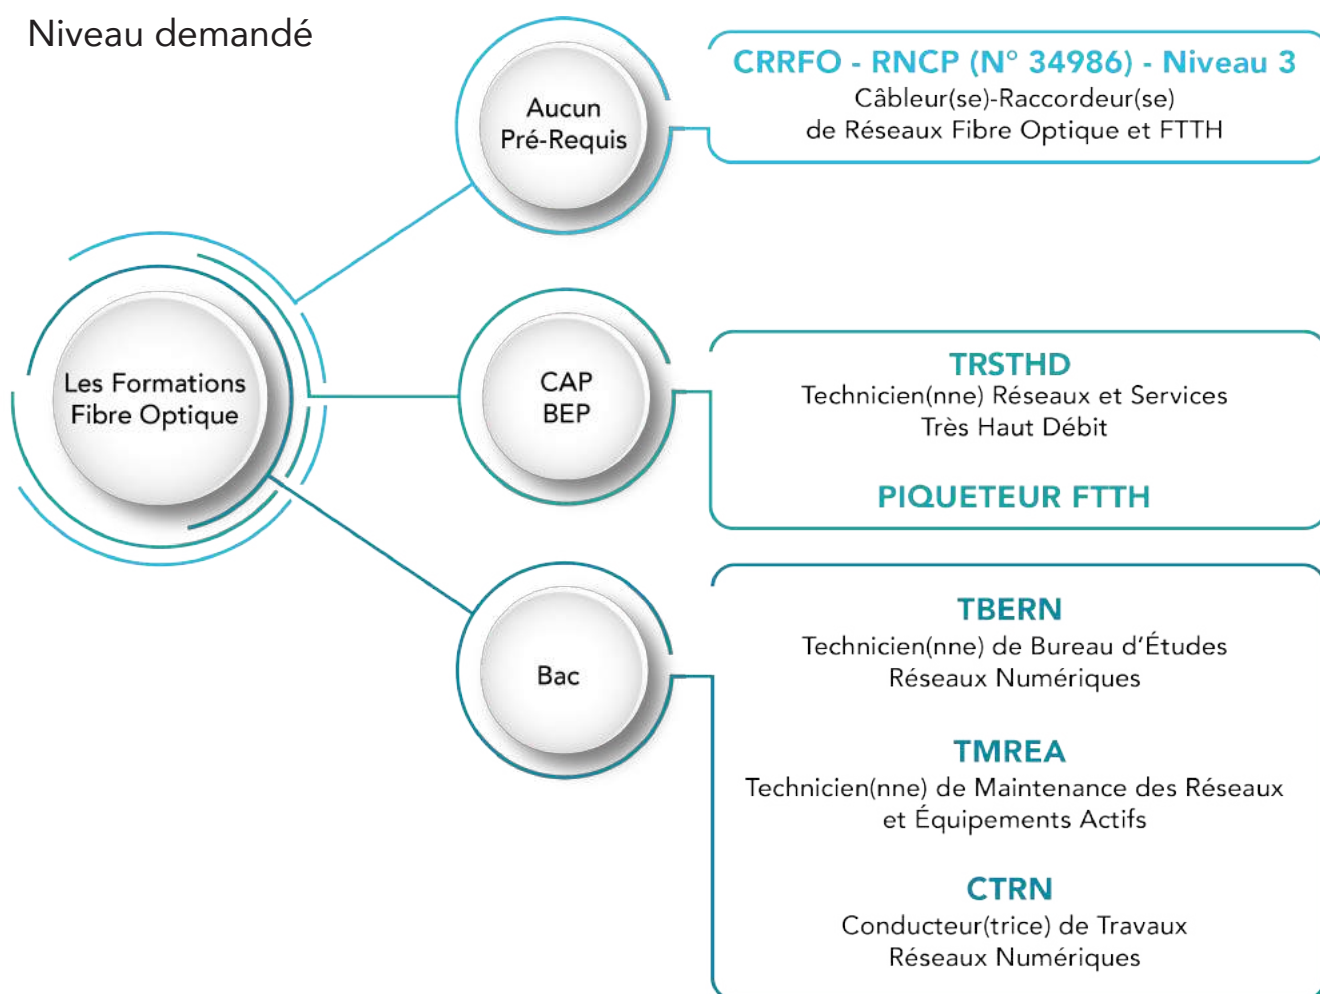 Niveau demandé
Les Formations
Fibre Optique
Aucun
Pré-Requis
CRRFO - RNCP (N° 34986) - Niveau 3
Câbleur(se)-Raccordeur(se)
de Réseaux Fibre Optique et FTTH
CAP
BEP
TRSTHD
Technicien(nne) Réseaux et Services
Très Haut Débit
PIQUETEUR FTTH
Bac
TBERN
Technicien(nne) de Bureau d'Études
Réseaux Numériques
TMREA
Technicien(nne) de Maintenance des Réseaux
et Équipements Actifs
CTRN
Conducteur(trice) de Travaux
Réseaux Numériques